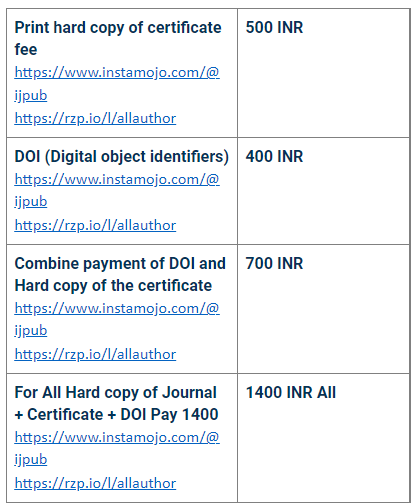 Print hard copy of certificate 500 INR
fee
https://www.instamojo.com/@
ijpub
https://rzp.io/l/allauthor
DOI (Digital object identifiers) 400 INR
https://www.instamojo.com/@
ijpub
https://rzp.io/l/allauthor
Combine payment of DOI and 700 INR
Hard copy of the certificate
https://www.instamojo.com/@
ijpub
https://rzp.io/l/allauthor
For All Hard copy of Journal 1400 INR All
+ Certificate + DOI Pay 1400
https://www.instamojo.com/@
ijpub
https://rzp.io/l/allauthor